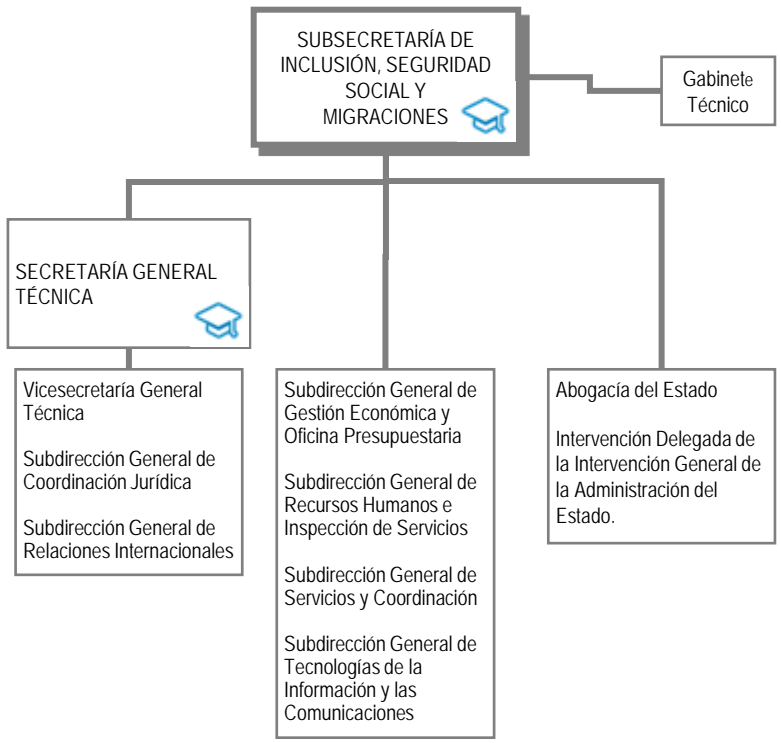 SUBSECRETARÍA DE
INCLUSIÓN, SEGURIDAD
SOCIAL Y
MIGRACIONES
Gabinete
Técnico
SECRETARÍA GENERAL
TÉCNICA
Vicesecretaría General
Técnica
Subdirección General de
Coordinación Jurídica
Subdirección General de
Relaciones Internacionales
Subdirección General de
Gestión Económica y
Oficina Presupuestaria
Subdirección General de
Recursos Humanos e
Inspección de Servicios
Subdirección General de
Servicios y Coordinación
Subdirección General de
Tecnologías de la
Información y las
Comunicaciones
Abogacía del Estado
Intervención Delegada de
la Intervención General de
la Administración del
Estado.